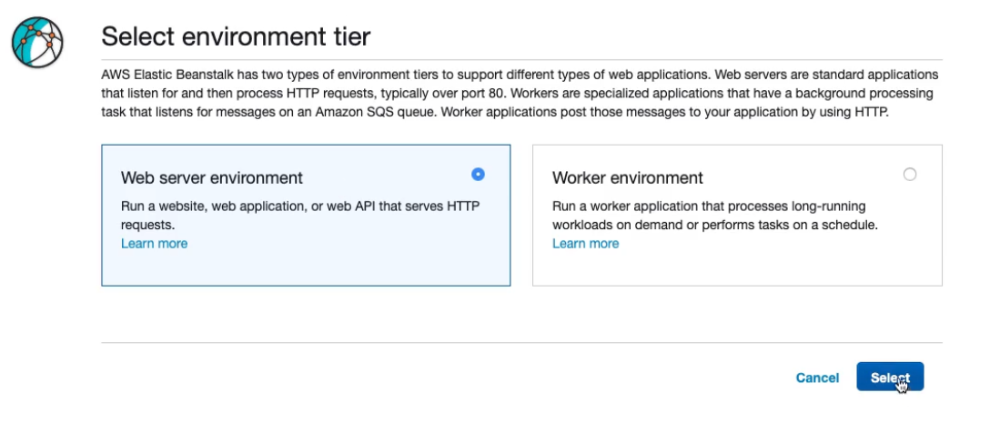 Select environment tier
AWS Elastic Beanstalk has two types of environment tiers to support different types of web applications. Web servers are standard applications
that listen for and then process HTTP requests, typically over port 80. Workers are specialized applications that have a background processing
task that listens for messages on an Amazon SQS queue. Worker applications post those messages to your application by using HTTP.
Web server environment
Run a website, web application, or web API that serves HTTP
requests.
Learn more
Worker environment
Run a worker application that processes long-running
workloads on demand or performs tasks on a schedule.
Learn more
Cancel
Select